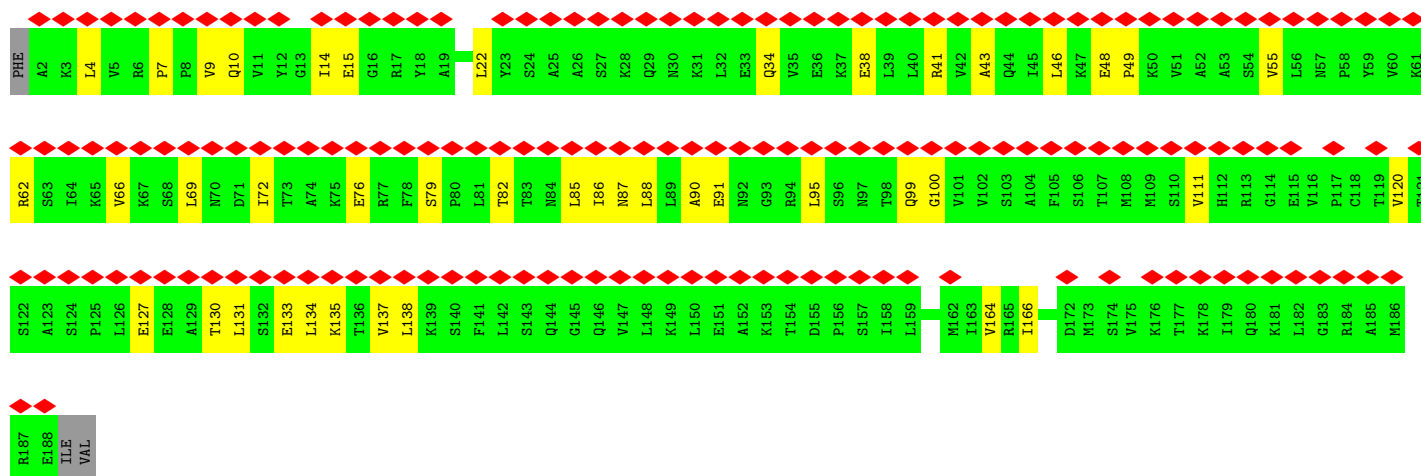 PHE A2 K3 L4 V5 R6 P7 P8 V9 Q10 V11 Y12 G13 I14 E15 G16 R17 Y18 A19 L22 Y23 S24 A25 A26 S27 K28 Q29 N30 K31 L32 E33 Q34 V35 E36 K37 E38 L39 L40 R41 V42 A43 Q44 I45 L46 K47 E48 P49 K50 V51 A52 A53 S54 V55 L56 N57 P58 Y59 V60 K61
R62 S63 I64 K65 V66 K67 S68 L69 N70 D71 I72 T73 A74 K75 E76 R77 F78 S79 P80 L81 T82 T83 N84 L85 I86 N87 L88 L89 A90 E91 N92 G93 R94 L95 S96 N97 T98 Q99 G100 V101 V102 S103 A104 F105 S106 T107 M108 M109 S110 V111 H112 R113 G114 E115 V116 P117 C118 T119 V120 T121
S122 A123 S124 P125 L126 E127 E128 A129 T130 L131 S132 E133 L134 K135 T136 V137 L138 K139 S140 F141 L142 S143 Q144 G145 Q146 V147 L148 K149 L150 E151 A152 K153 T154 D155 P156 S157 I158 L159 M162 I163 V164 R165 I166 D172 M173 S174 V175 K176 T177 K178 I179 Q180 K181 L182 G183 R184 A185 M186
R187 E188 ILE VAL